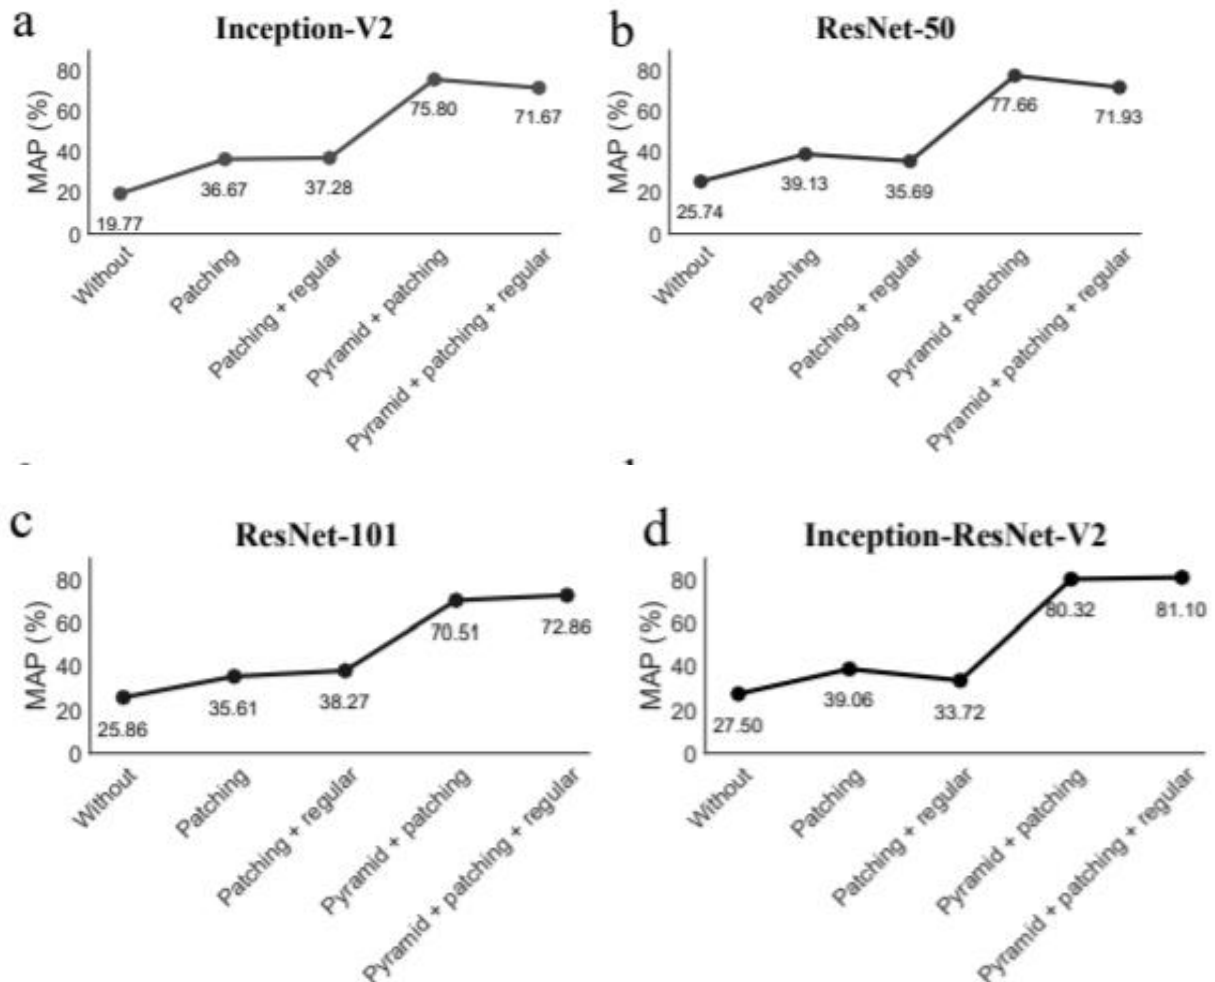 a
Inception-V2
MAP (%)
80
60
40
20
0
19.77
36.67
37.28
75.80
71.67
Without
Patching
Patching + regular
Pyramid + patching
Pyramid + patching + regular
b
ResNet-50
MAP (%)
80
60
40
20
0
25.74
39.13
35.69
77.66
71.93
Without
Patching
Patching + regular
Pyramid + patching
Pyramid + patching + regular
c
ResNet-101
MAP (%)
80
60
40
20
0
25.86
35.61
38.27
70.51
72.86
Without
Patching
Patching + regular
Pyramid + patching
Pyramid + patching + regular
d
Inception-ResNet-V2
MAP (%)
80
60
40
20
0
27.50
39.06
33.72
80.32
81.10
Without
Patching
Patching + regular
Pyramid + patching
Pyramid + patching + regular